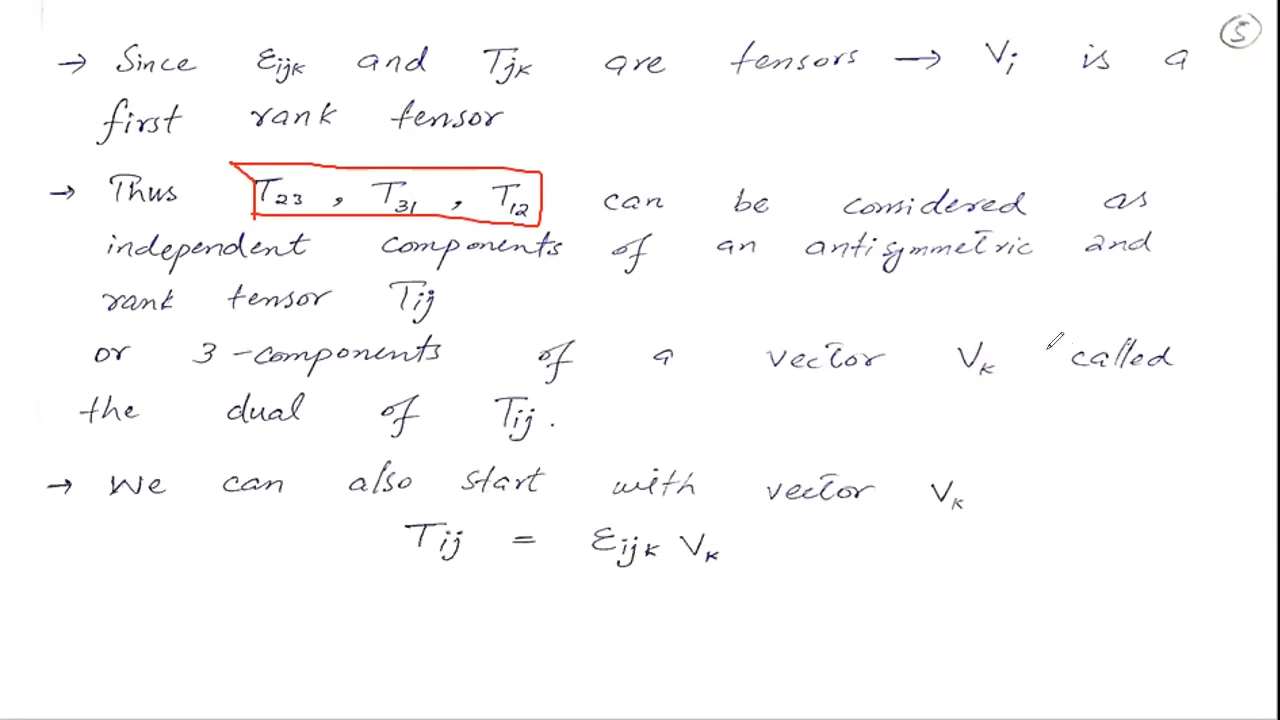 5
→ Since εijk and Tjk are tensors → Vi is a
first rank tensor
→ Thus T23 , T31 , T12 can be considered as
independent components of an antisymmetric 2nd
rank tensor Tij
or 3-components of a vector Vk called
the dual of Tij.
→ We can also start with vector Vk
Tij = εijk Vk